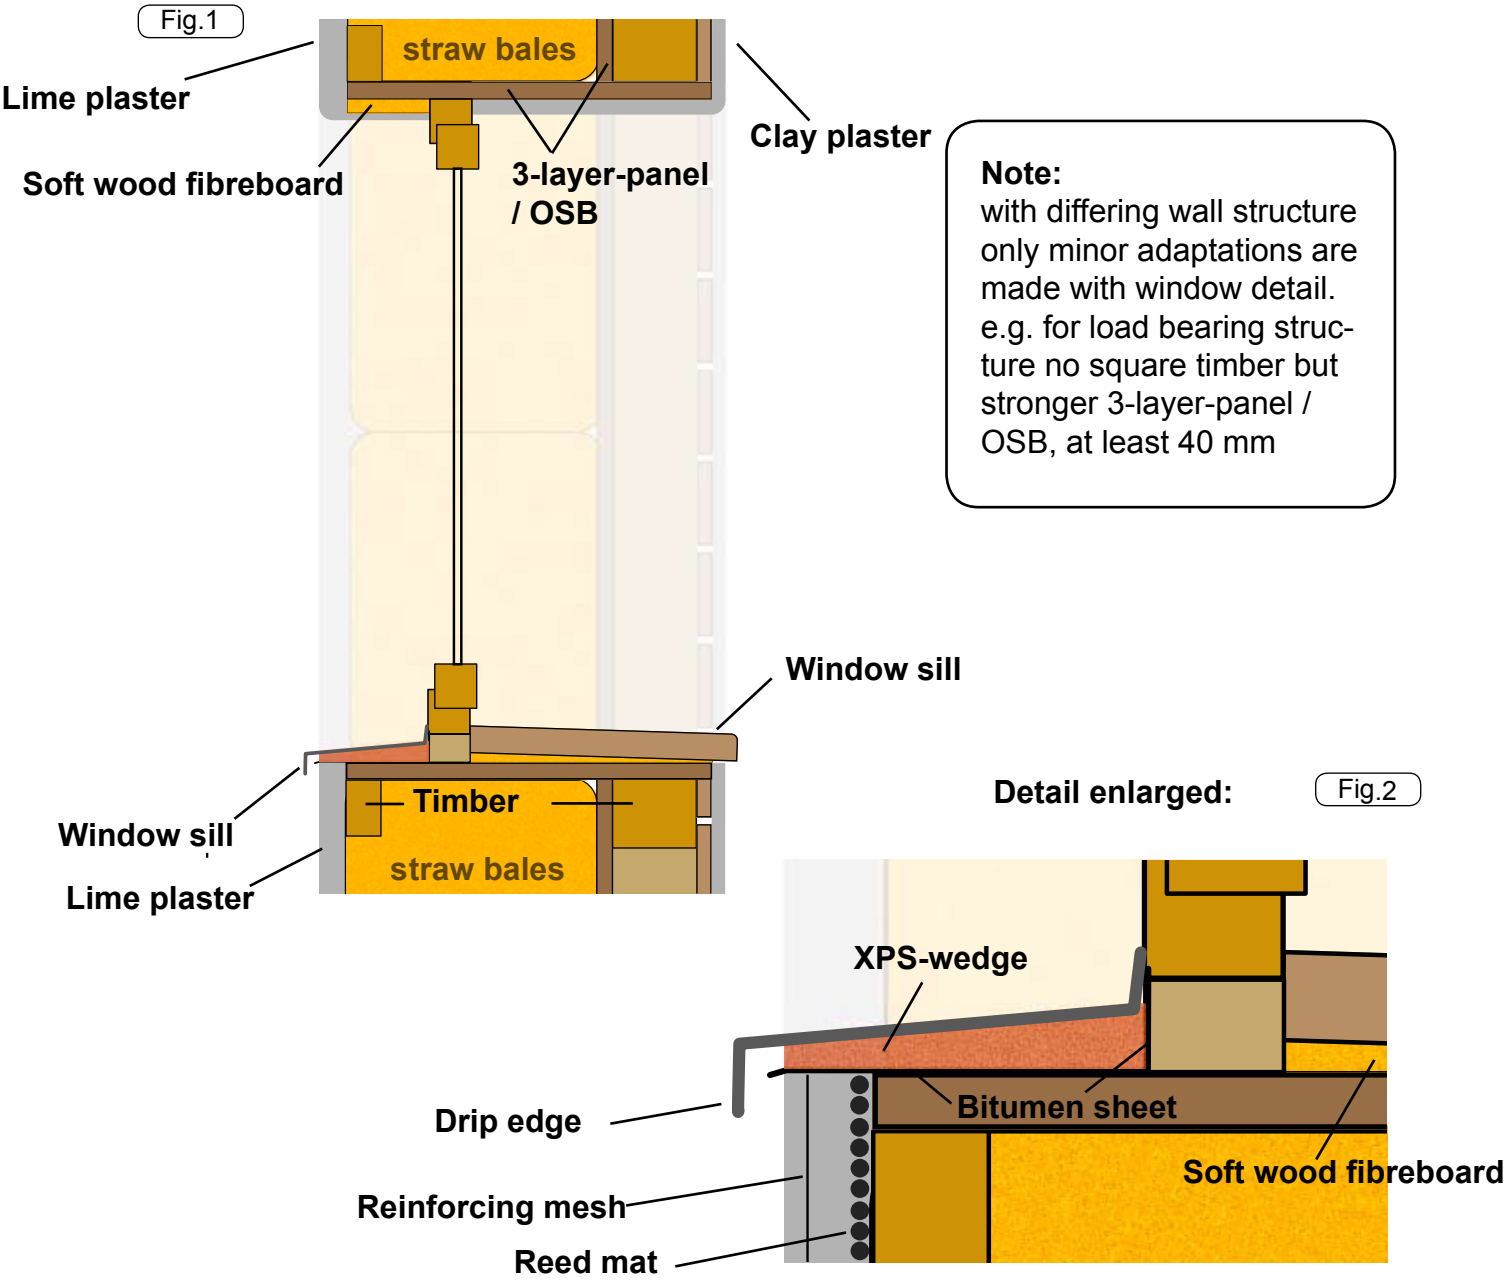 Fig.1
straw bales
Lime plaster
Clay plaster
Soft wood fibreboard
3-layer-panel
/ OSB
Note:
with differing wall structure
only minor adaptations are
made with window detail.
e.g. for load bearing struc-
ture no square timber but
stronger 3-layer-panel /
OSB, at least 40 mm
Window sill
Timber
Window sill
straw bales
Lime plaster
Detail enlarged:
Fig.2
XPS-wedge
Bitumen sheet
Drip edge
Soft wood fibreboard
Reinforcing mesh
Reed mat